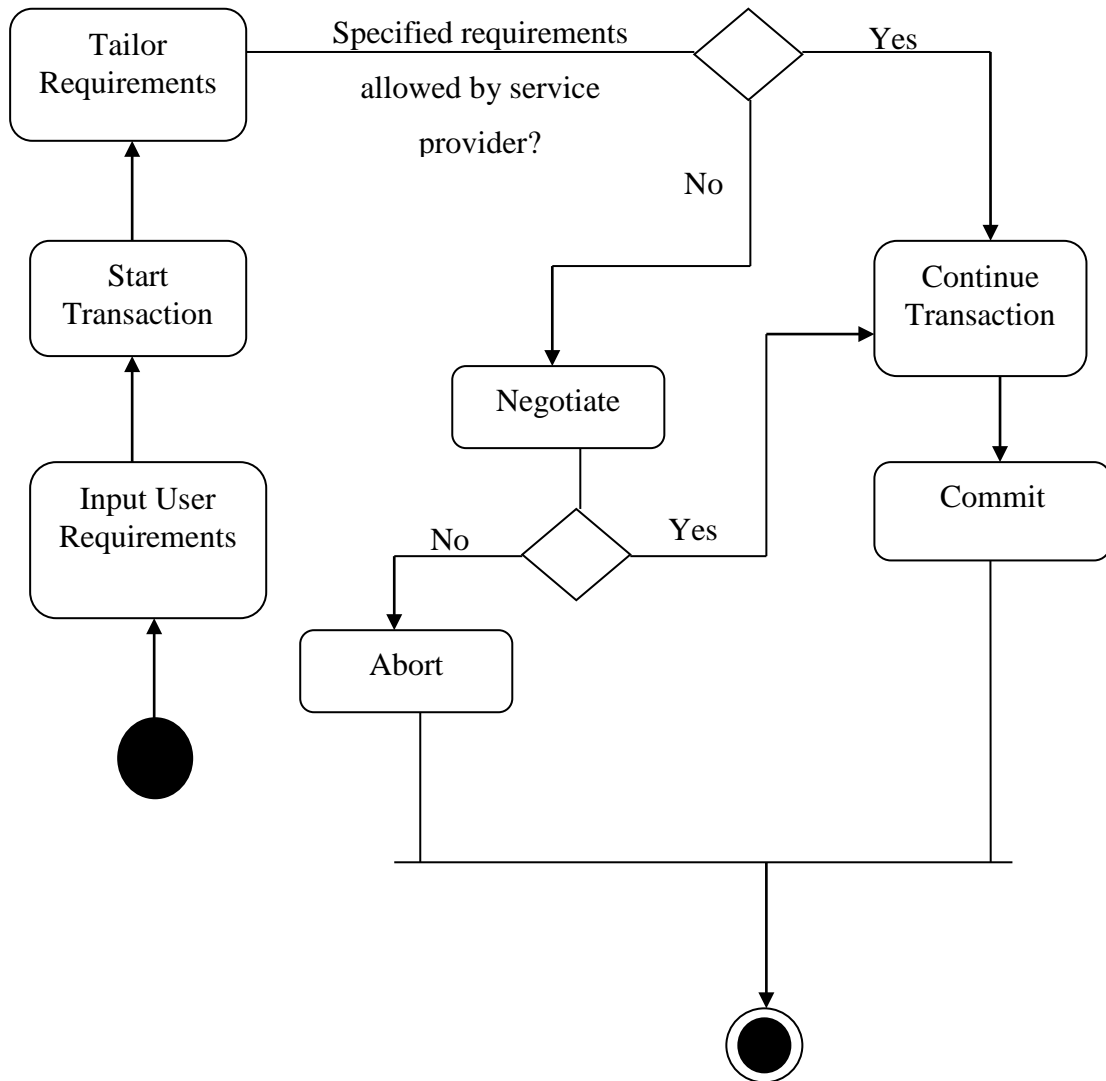 Tailor
Requirements
Specified requirements
allowed by service
provider?
Yes
No
Start
Transaction
Continue
Transaction
Negotiate
Input User
Requirements
Commit
No
Yes
Abort